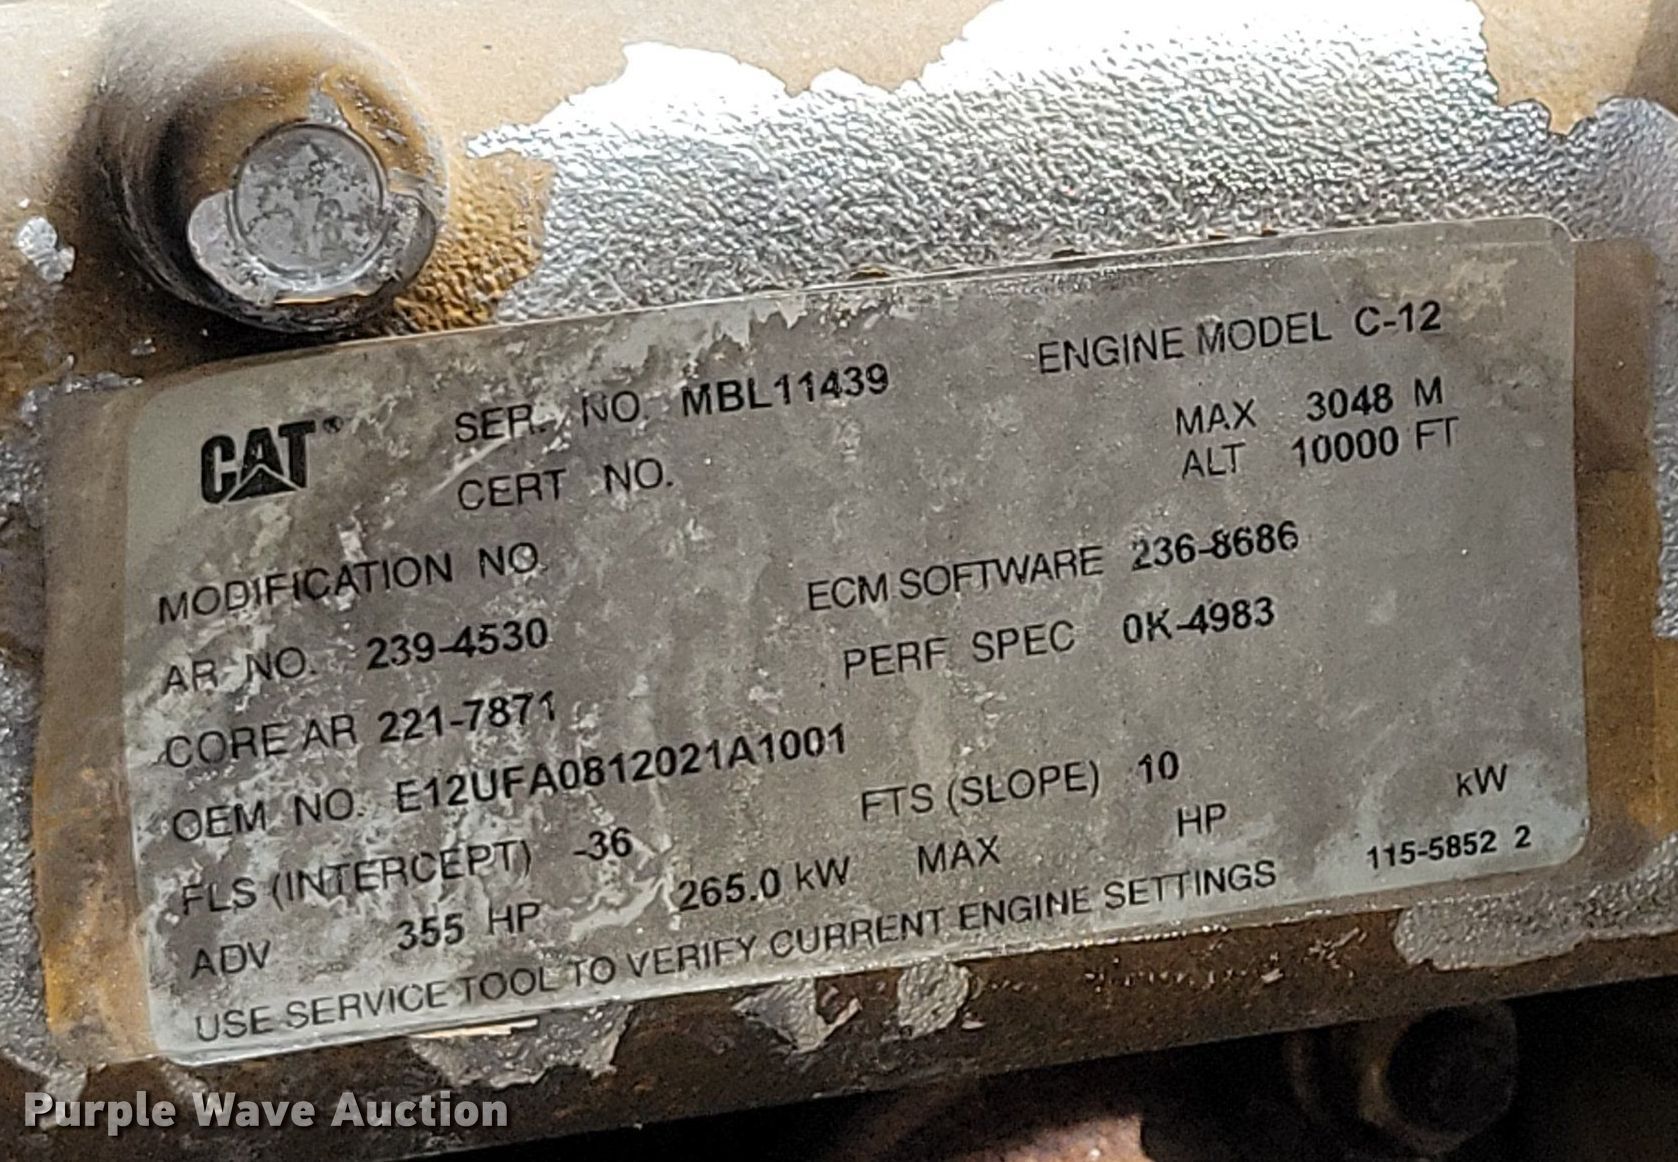 CAT® SER. NO. MBL11439 ENGINE MODEL C-12
CERT NO. MAX 3048 M
ALT 10000 FT
MODIFICATION NO. ECM SOFTWARE 236-8686
AR NO. 239-4530 PERF SPEC 0K-4983
CORE AR 221-7871
OEM NO. E12UFA0812021A1001
FLS (INTERCEPT) -36 FTS (SLOPE) 10
ADV 355 HP 265.0 kW MAX HP kW
USE SERVICE TOOL TO VERIFY CURRENT ENGINE SETTINGS 115-5852 2
Purple Wave Auction